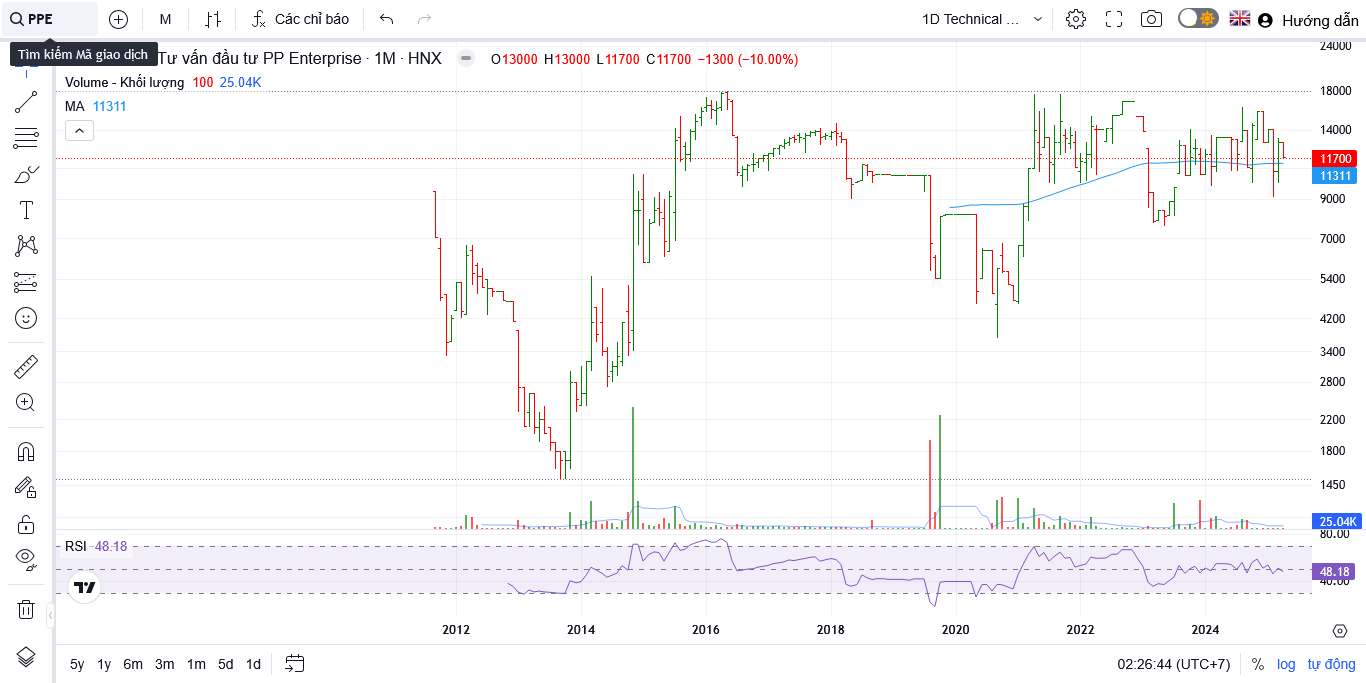 PPE
M
Các chỉ báo
1D Technical ...
Hướng dẫn
Tìm kiếm Mã giao dịch
Tư vấn đầu tư PP Enterprise · 1M · HNX
O13000 H13000 L11700 C11700 −1300 (−10.00%)
Volume - Khối lượng 100 25.04K
MA 11311
24000
18000
14000
11700
11311
9000
7000
5400
4200
3400
2800
2200
1800
1450
25.04K
80.00
RSI 48.18
48.18
40.00
2012 2014 2016 2018 2020 2022 2024
5y 1y 6m 3m 1m 5d 1d
02:26:44 (UTC+7) % log tự động